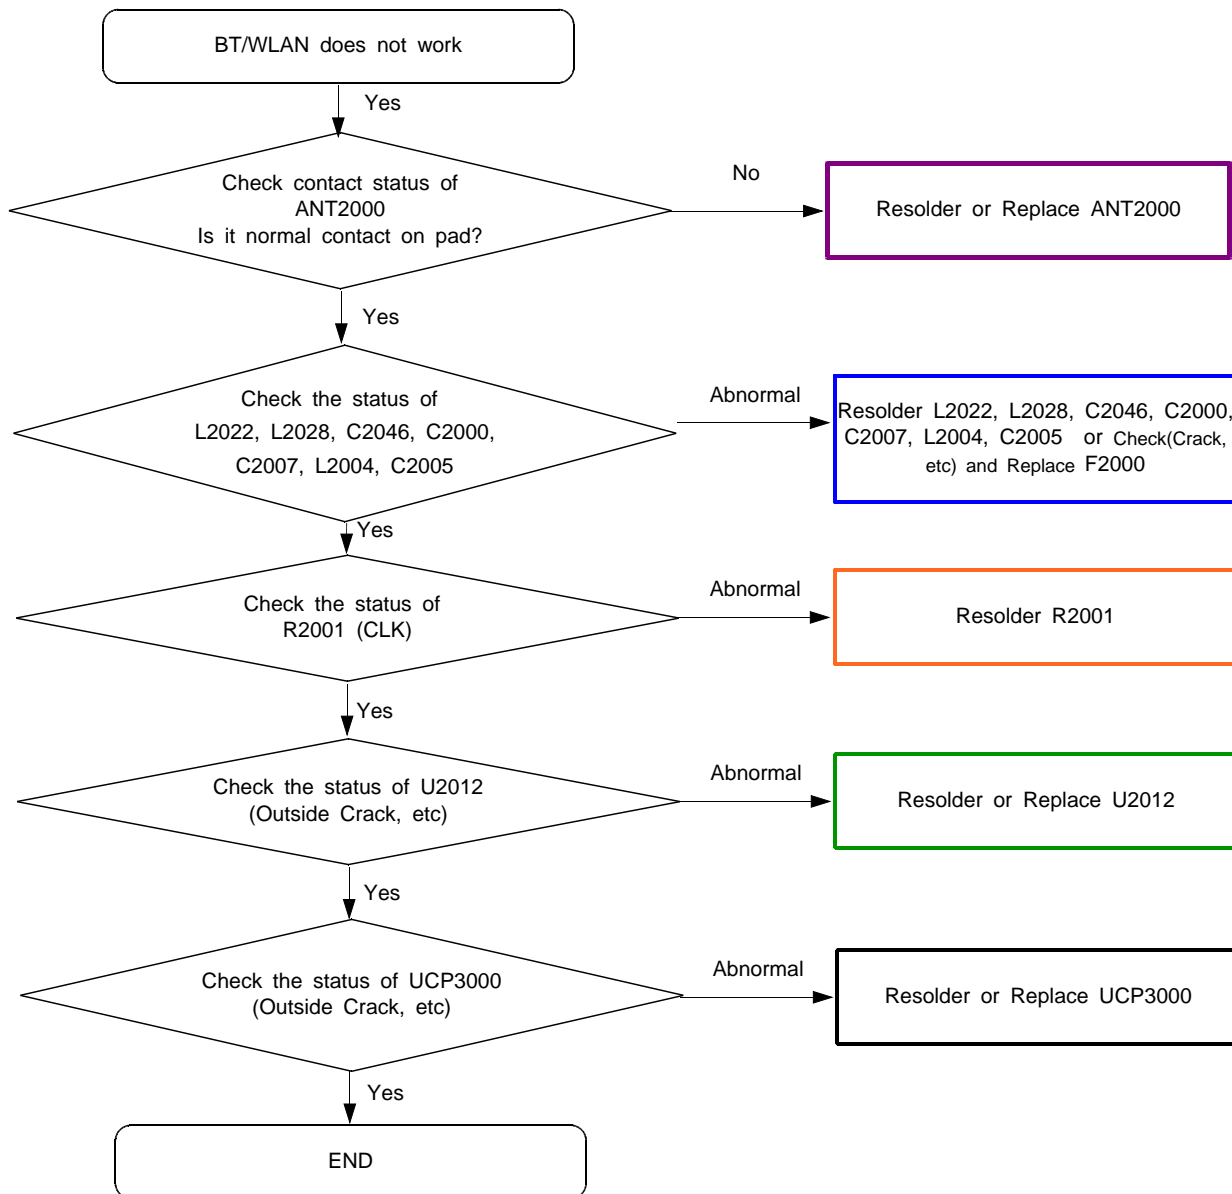 BT/WLAN does not work
Yes
Check contact status of
ANT2000
Is it normal contact on pad?
No
Resolder or Replace ANT2000
Yes
Check the status of
L2022, L2028, C2046, C2000,
C2007, L2004, C2005
Abnormal
Resolder L2022, L2028, C2046, C2000,
C2007, L2004, C2005 or Check(Crack,
etc) and Replace F2000
Yes
Check the status of
R2001 (CLK)
Abnormal
Resolder R2001
Yes
Check the status of U2012
(Outside Crack, etc)
Abnormal
Resolder or Replace U2012
Yes
Check the status of UCP3000
(Outside Crack, etc)
Abnormal
Resolder or Replace UCP3000
Yes
END